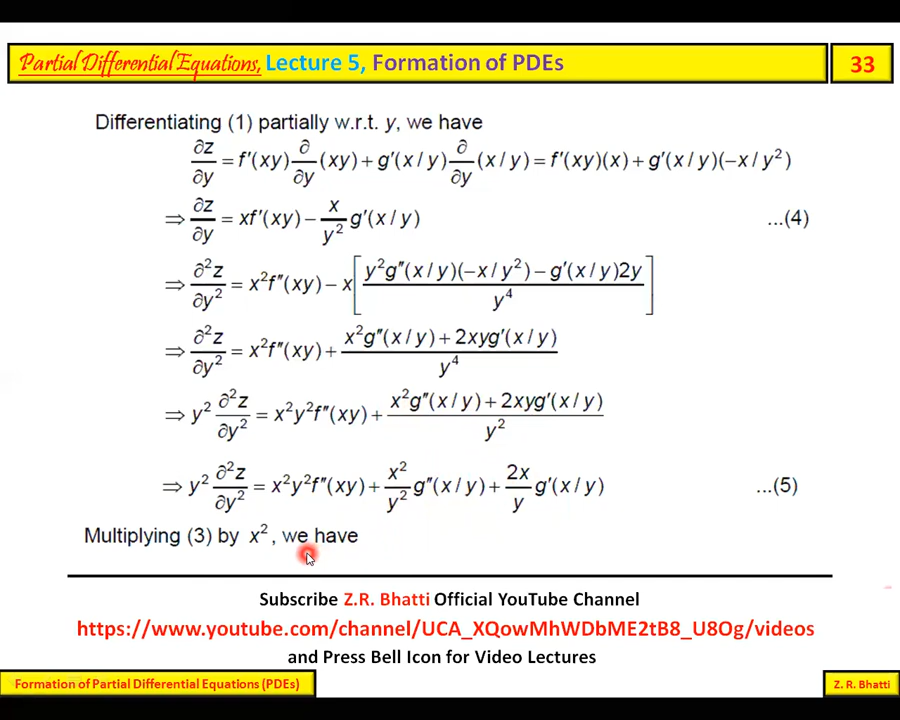 Partial Differential Equations, Lecture 5, Formation of PDEs
33
Differentiating (1) partially w.r.t. y, we have
∂z/∂y = f′(xy) ∂/∂y (xy) + g′(x / y) ∂/∂y (x / y) = f′(xy)(x) + g′(x / y)(−x / y²)
⇒ ∂z/∂y = xf′(xy) − x/y² g′(x / y) ...(4)
⇒ ∂²z/∂y² = x²f″(xy) − x[ (y²g″(x / y)(−x / y²) − g′(x / y)2y) / y⁴ ]
⇒ ∂²z/∂y² = x²f″(xy) + (x²g″(x / y) + 2xyg′(x / y)) / y⁴
⇒ y² ∂²z/∂y² = x²y²f″(xy) + (x²g″(x / y) + 2xyg′(x / y)) / y²
⇒ y² ∂²z/∂y² = x²y²f″(xy) + x²/y² g″(x / y) + 2x/y g′(x / y) ...(5)
Multiplying (3) by x², we have
Subscribe Z.R. Bhatti Official YouTube Channel
https://www.youtube.com/channel/UCA_XQowMhWDbME2tB8_U8Og/videos
and Press Bell Icon for Video Lectures
Formation of Partial Differential Equations (PDEs)
Z. R. Bhatti